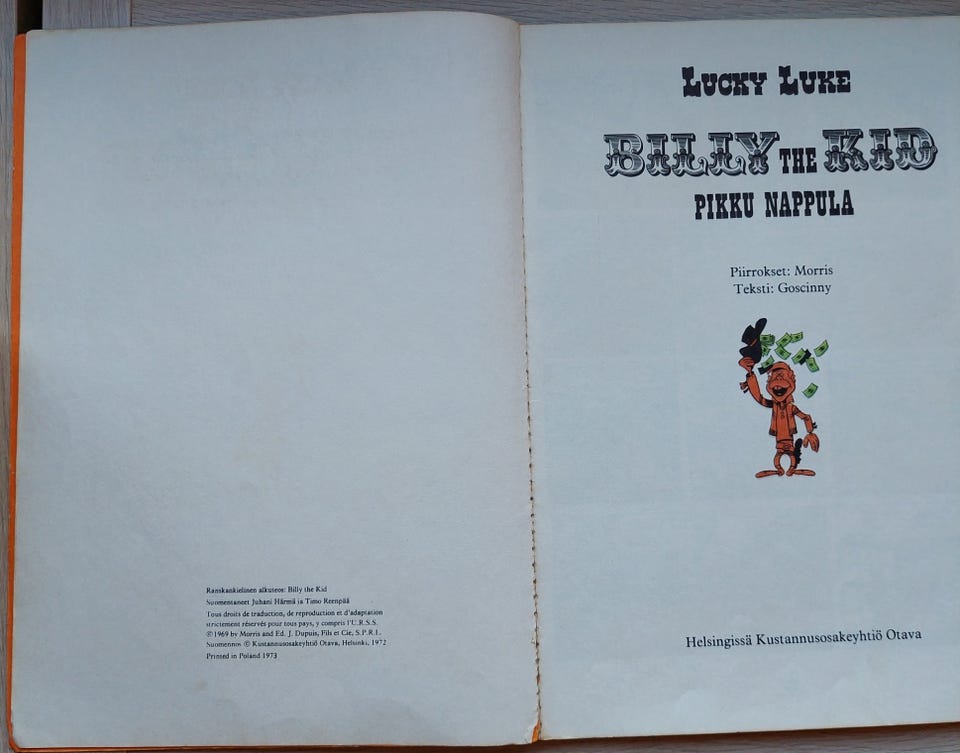 Ranskankielinen alkuteos: Billy the Kid
Suomentaneet Juhani Härmä ja Timo Reenpää
Tous droits de traduction, de reproduction et d'adaptation
strictement réservés pour tous pays, y compris l'U.R.S.S.
© 1969 by Morris and Ed. J. Dupuis, Fils et Cie, S.P.R.L.
Suomennos © Kustannusosakeyhtiö Otava, Helsinki, 1972
Printed in Poland 1973
LUCKY LUKE
BILLY THE KID
PIKKU NAPPULA
Piirrokset: Morris
Teksti: Goscinny
Helsingissä Kustannusosakeyhtiö Otava